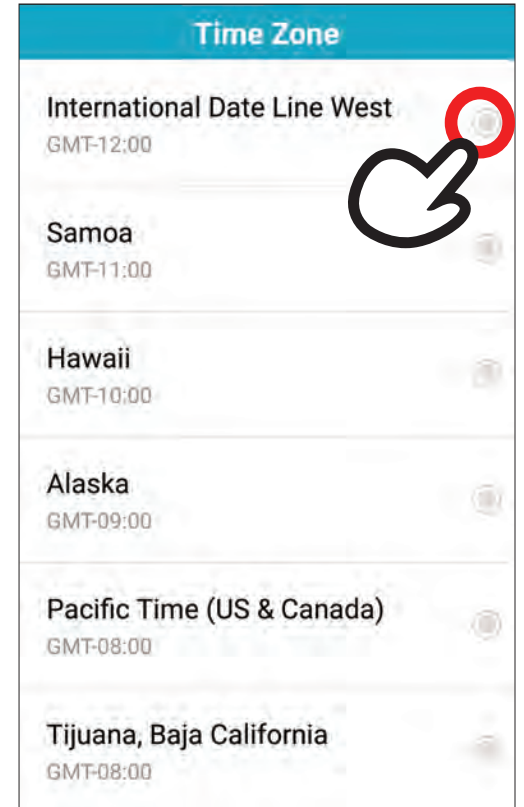 Time Zone
International Date Line West
GMT-12:00
Samoa
GMT-11:00
Hawaii
GMT-10:00
Alaska
GMT-09:00
Pacific Time (US & Canada)
GMT-08:00
Tijuana, Baja California
GMT-08:00